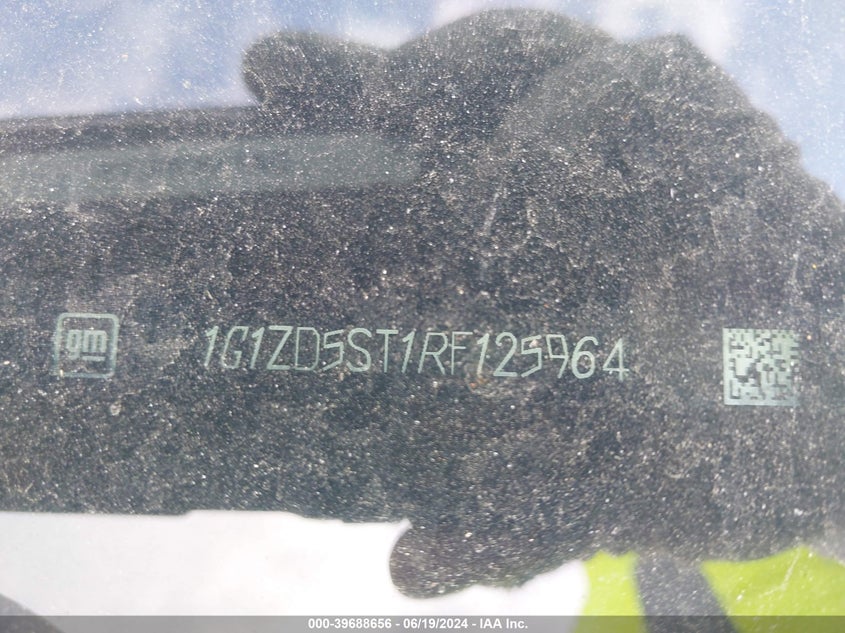 gm 1G1ZD5ST1RF125964
000-39688656 - 06/19/2024 - IAA Inc.